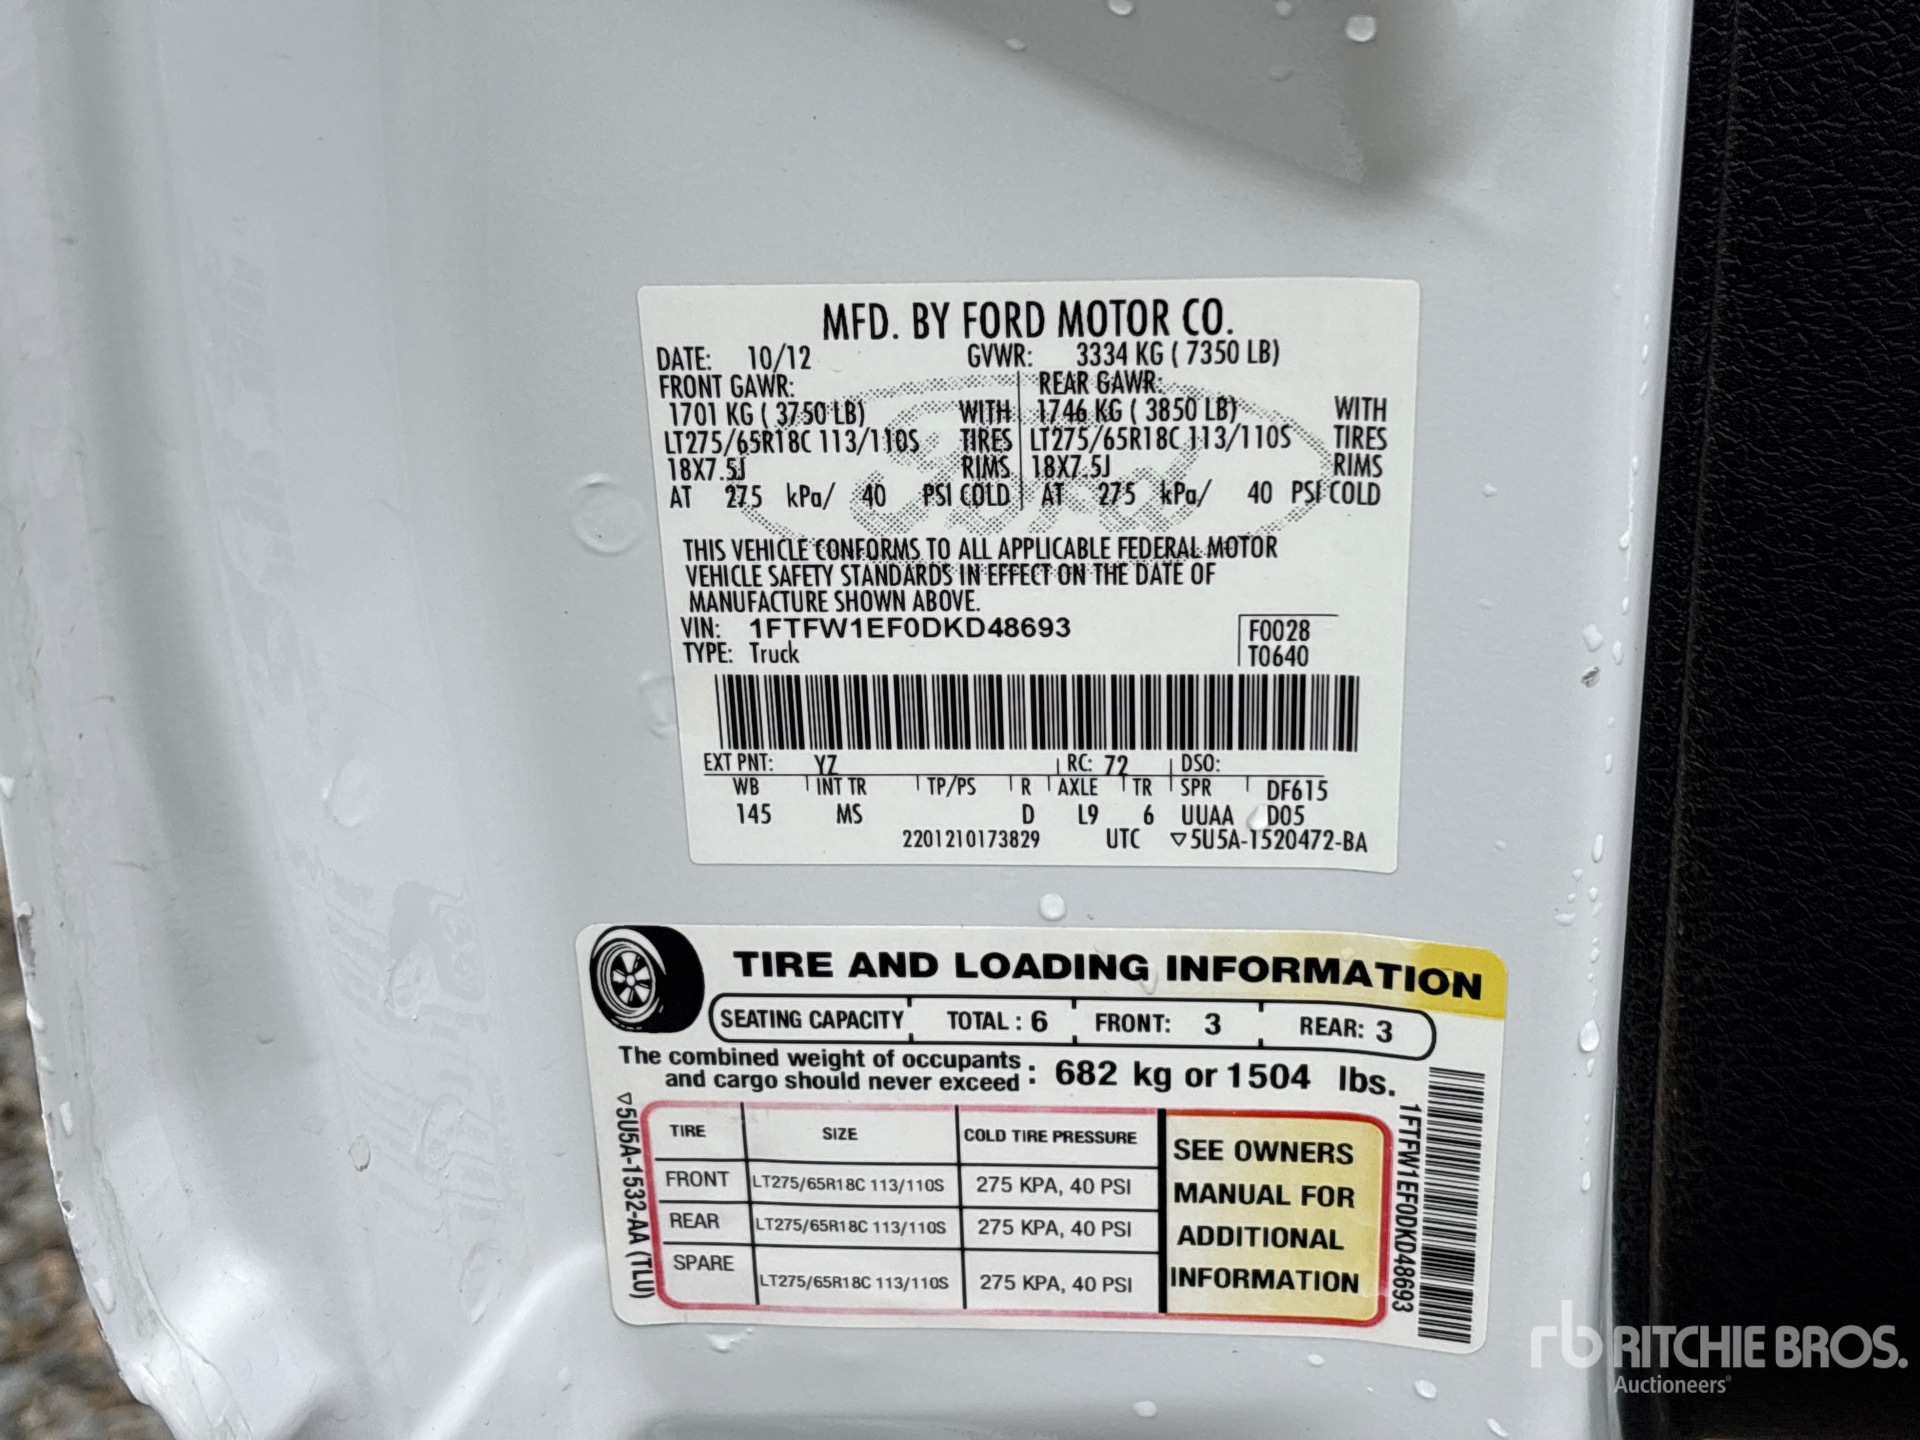 MFD. BY FORD MOTOR CO.
DATE: 10/12 GVWR: 3334 KG ( 7350 LB)
FRONT GAWR: REAR GAWR:
1701 KG ( 3750 LB) WITH 1746 KG ( 3850 LB) WITH
LT275/65R18C 113/110S TIRES LT275/65R18C 113/110S TIRES
18X7.5J RIMS 18X7.5J RIMS
AT 275 kPa/ 40 PSI COLD AT 275 kPa/ 40 PSI COLD
THIS VEHICLE CONFORMS TO ALL APPLICABLE FEDERAL MOTOR
VEHICLE SAFETY STANDARDS IN EFFECT ON THE DATE OF
MANUFACTURE SHOWN ABOVE.
VIN: 1FTFW1EF0DKD48693 F0028
TYPE: Truck T0640
EXT PNT: YZ RC: 72 DSO:
WB INT TR TP/PS R AXLE TR SPR DF615
145 MS D L9 6 UUAA D05
2201210173829 UTC ▽5U5A-1520472-BA
TIRE AND LOADING INFORMATION
SEATING CAPACITY TOTAL : 6 FRONT: 3 REAR: 3
The combined weight of occupants
and cargo should never exceed : 682 kg or 1504 lbs.
TIRE SIZE COLD TIRE PRESSURE
FRONT LT275/65R18C 113/110S 275 KPA, 40 PSI
REAR LT275/65R18C 113/110S 275 KPA, 40 PSI
SPARE LT275/65R18C 113/110S 275 KPA, 40 PSI
SEE OWNERS
MANUAL FOR
ADDITIONAL
INFORMATION
▽5U5A-1532-AA (TLU)
1FTFW1EF0DKD48693
rb RITCHIE BROS.
Auctioneers®